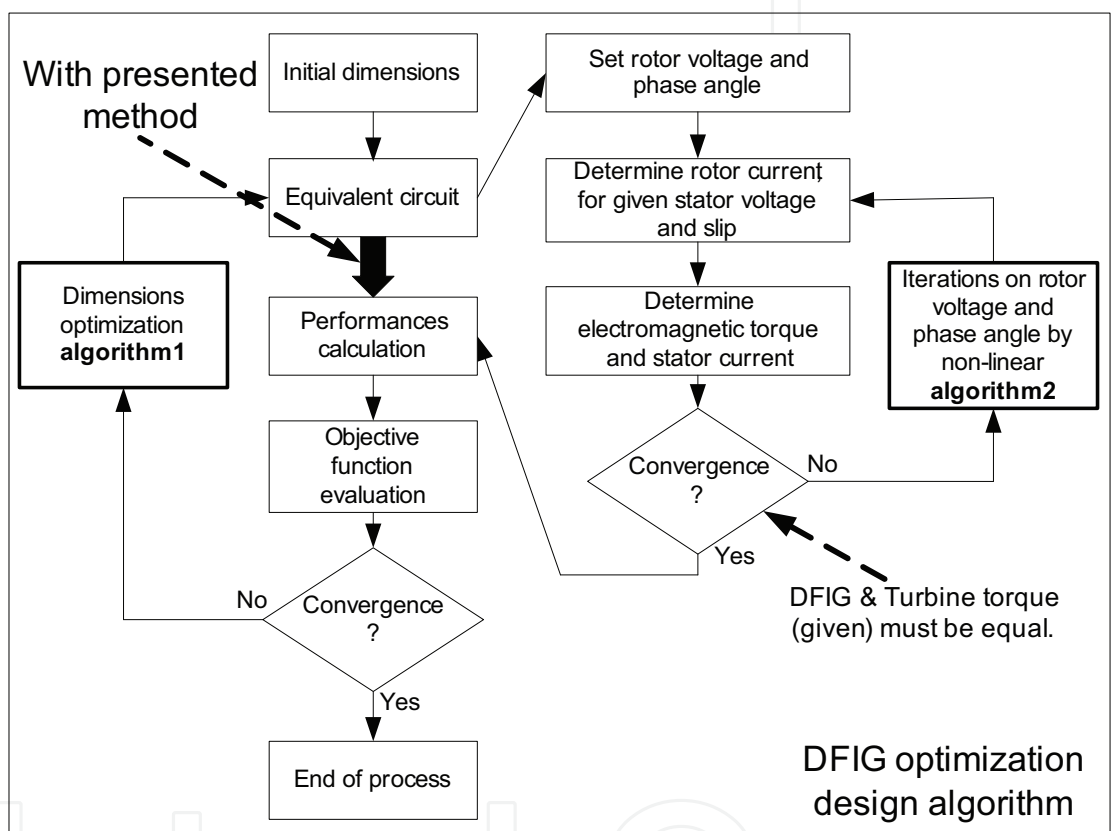 With presented
method
Initial dimensions
Equivalent circuit
Performances
calculation
Objective
function
evaluation
Convergence
?
No
Yes
End of process
Dimensions
optimization
algorithm1
Set rotor voltage and
phase angle
Determine rotor current,
for given stator voltage
and slip
Determine
electromagnetic torque
and stator current
Convergence
?
No
Yes
Iterations on rotor
voltage and
phase angle by
non-linear
algorithm2
DFIG & Turbine torque
(given) must be equal.
DFIG optimization
design algorithm